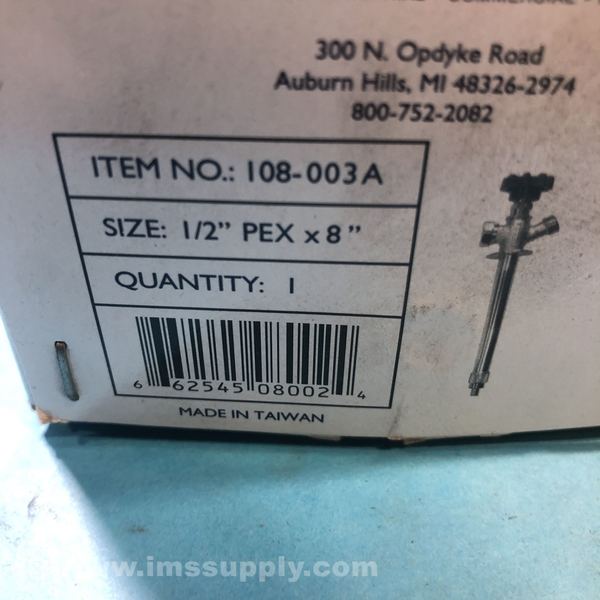 300 N. Opdyke Road
Auburn Hills, MI 48326-2974
800-752-2082
ITEM NO.: 108-003A
SIZE: 1/2" PEX x 8"
QUANTITY: 1
6 62545 08002 4
MADE IN TAIWAN
www.imssupply.com